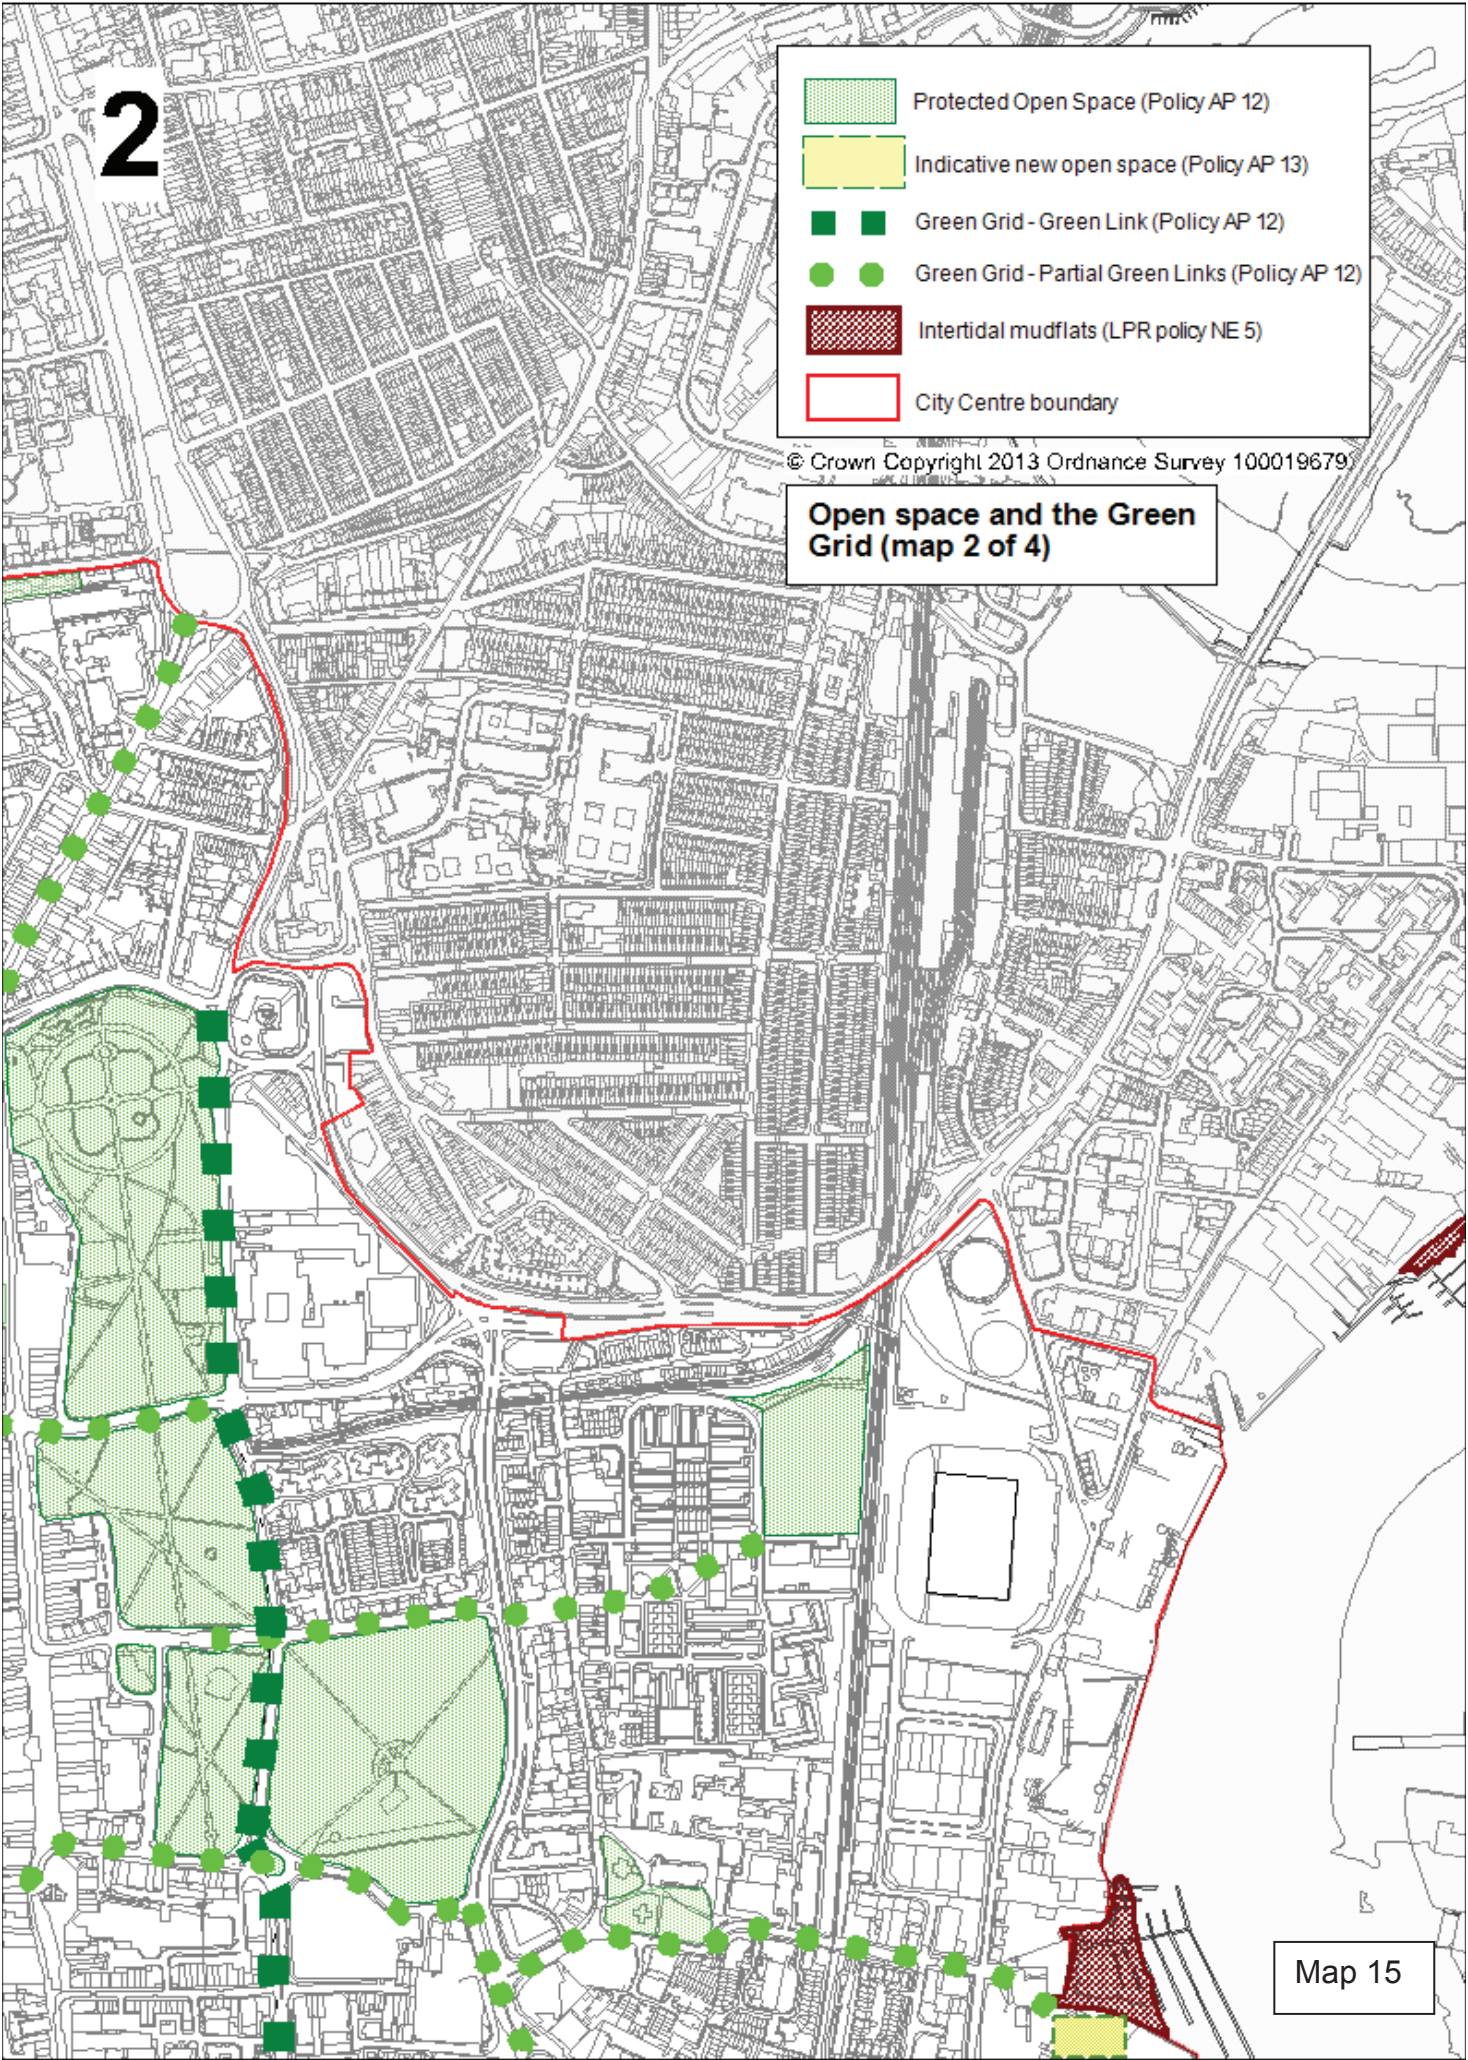 2
Protected Open Space (Policy AP 12)
Indicative new open space (Policy AP 13)
Green Grid - Green Link (Policy AP 12)
Green Grid - Partial Green Links (Policy AP 12)
Intertidal mudflats (LPR policy NE 5)
City Centre boundary
© Crown Copyright 2013 Ordnance Survey 100019679
Open space and the Green
Grid (map 2 of 4)
Map 15